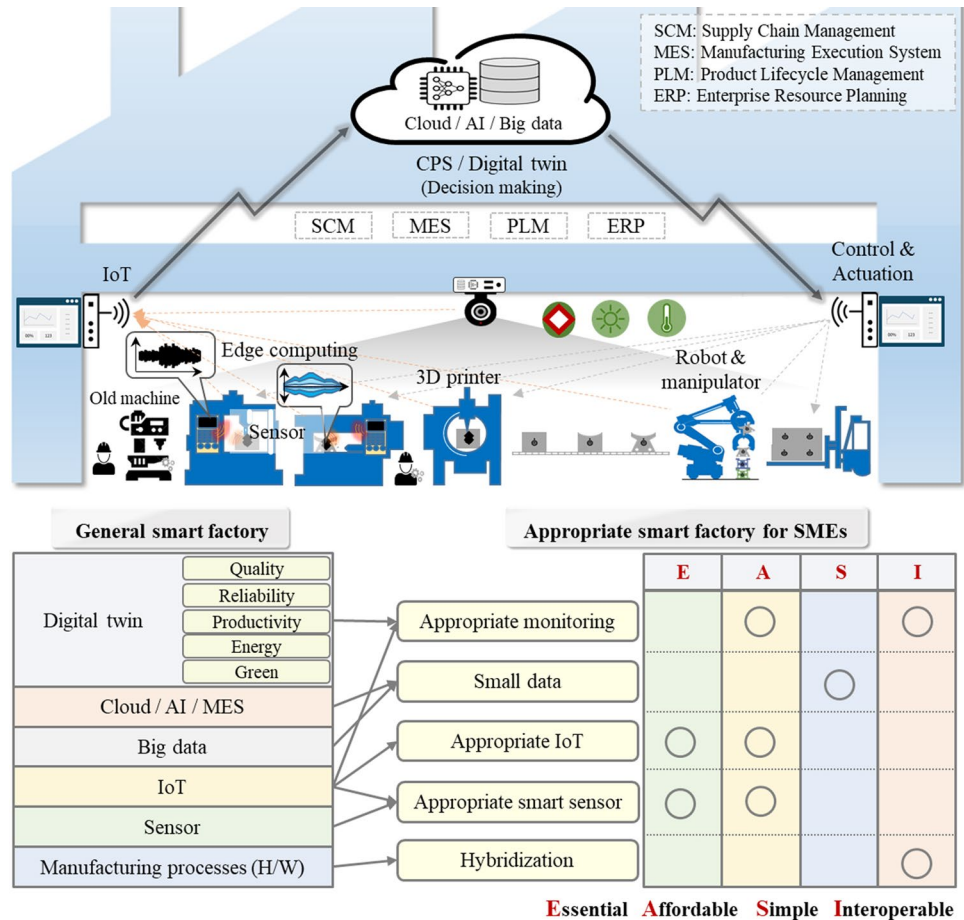 SCM: Supply Chain Management
MES: Manufacturing Execution System
PLM: Product Lifecycle Management
ERP: Enterprise Resource Planning
Cloud / AI / Big data
CPS / Digital twin
(Decision making)
SCM MES PLM ERP
IoT
Control &
Actuation
80% 123
80% 123
Edge computing
3D printer
Robot &
manipulator
Old machine
Sensor
General smart factory
Appropriate smart factory for SMEs
E A S I
Digital twin
Quality
Reliability
Productivity
Energy
Green
Cloud / AI / MES
Big data
IoT
Sensor
Manufacturing processes (H/W)
Appropriate monitoring
Small data
Appropriate IoT
Appropriate smart sensor
Hybridization
Essential Affordable Simple Interoperable